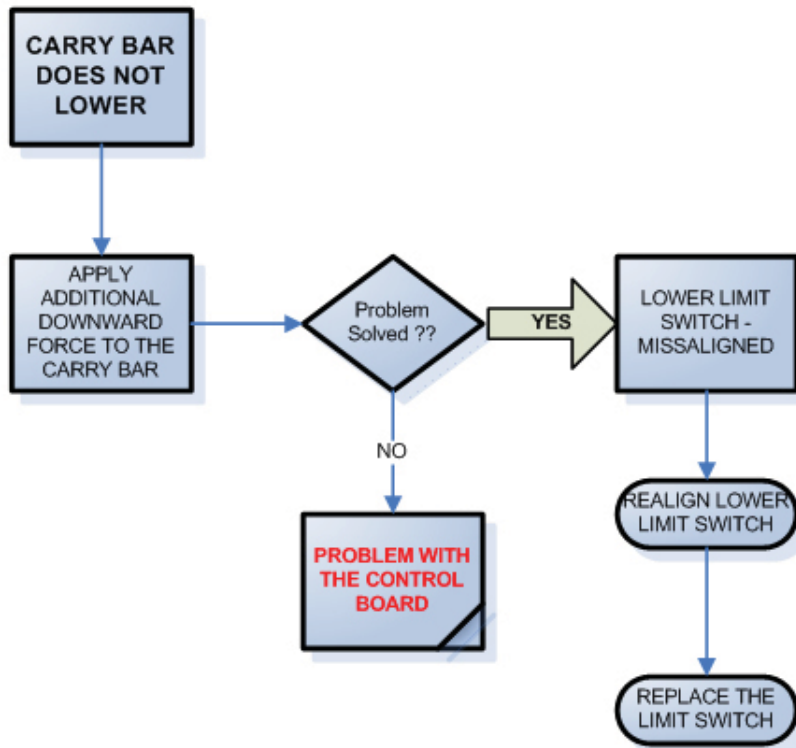 CARRY BAR
DOES NOT
LOWER
APPLY
ADDITIONAL
DOWNWARD
FORCE TO THE
CARRY BAR
Problem
Solved ??
YES
LOWER LIMIT
SWITCH -
MISSALIGNED
NO
REALIGN LOWER
LIMIT SWITCH
PROBLEM WITH
THE CONTROL
BOARD
REPLACE THE
LIMIT SWITCH